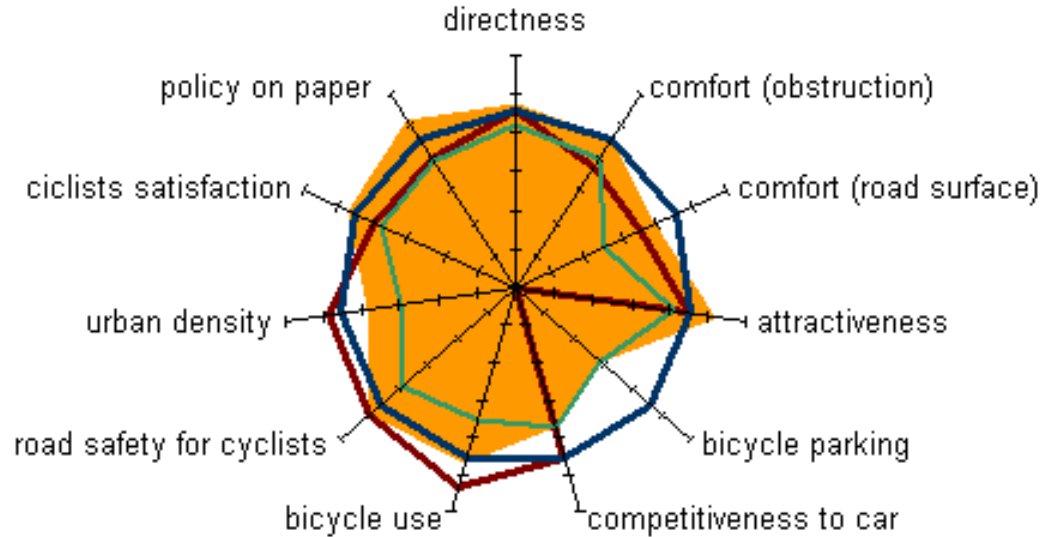 directness
policy on paper
comfort (obstruction)
ciclists satisfaction
comfort (road surface)
urban density
attractiveness
road safety for cyclists
bicycle parking
bicycle use
competitiveness to car